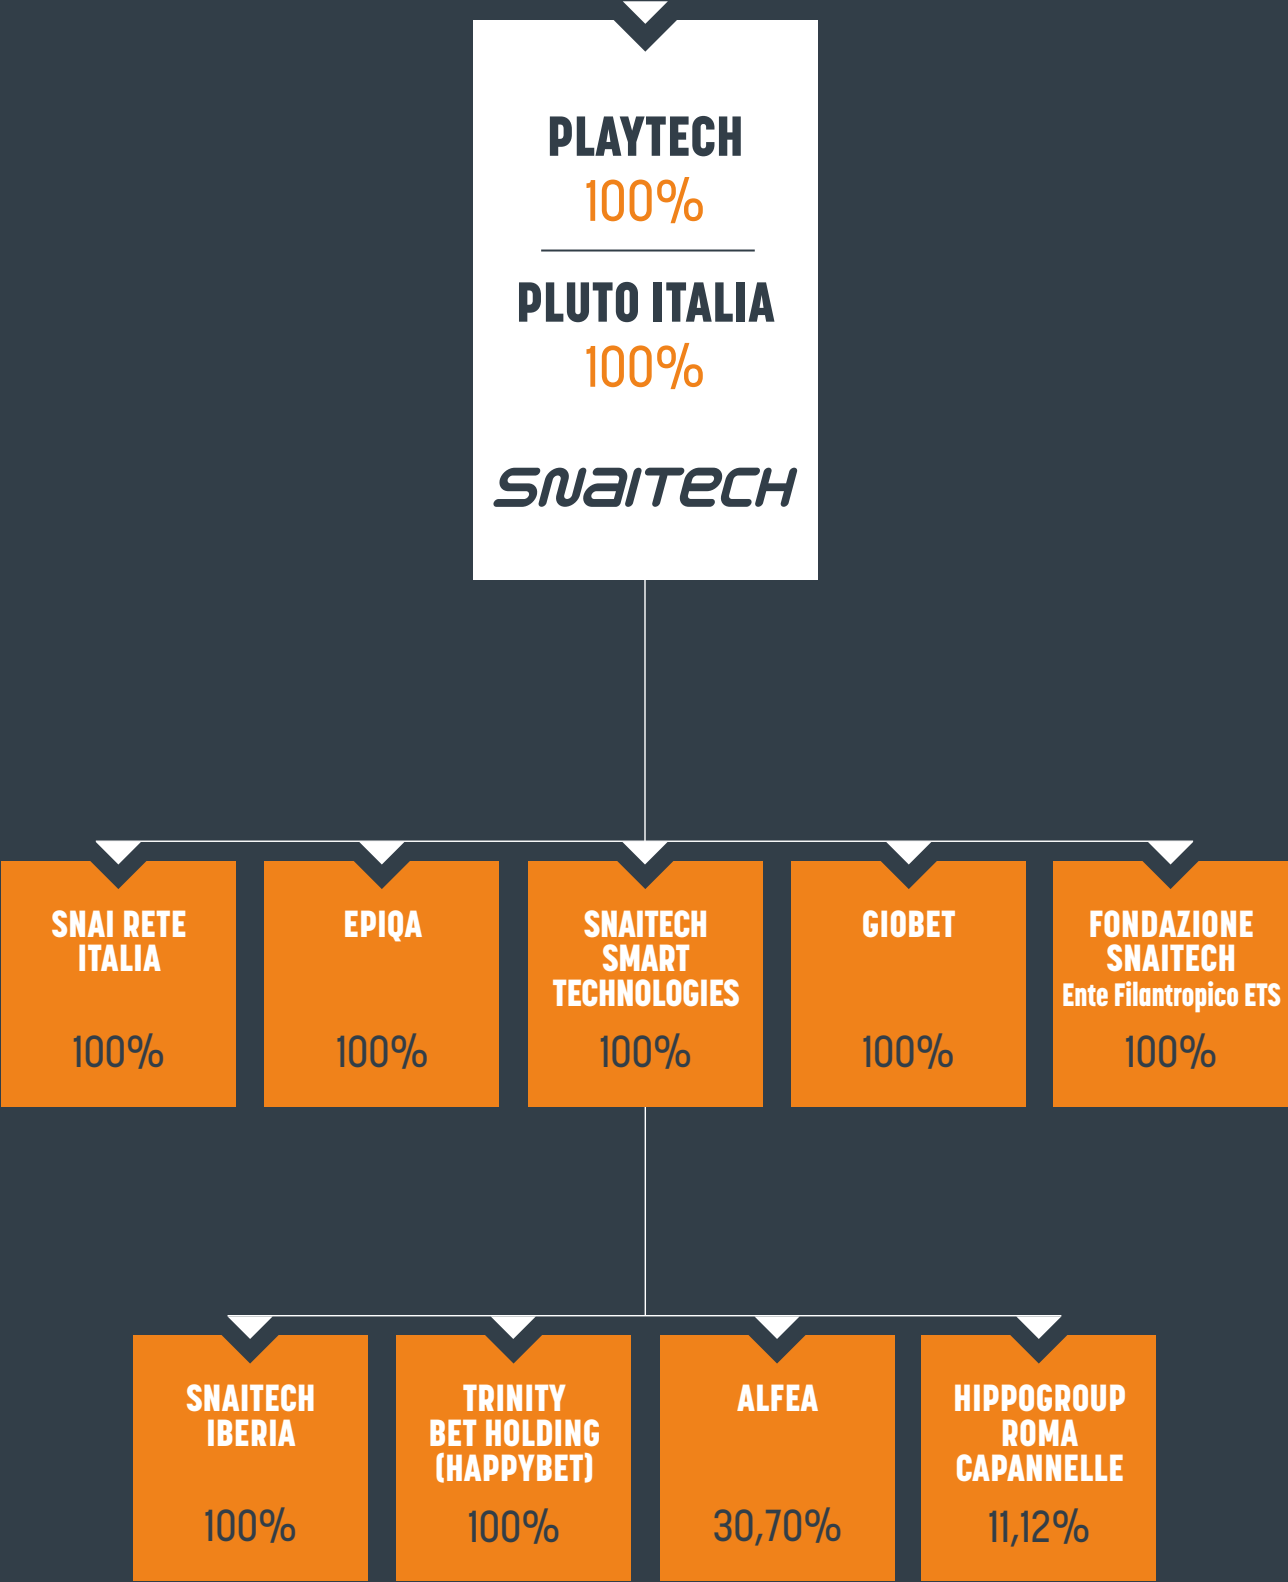 PLAYTECH
100%
PLUTO ITALIA
100%
SNAITECH
SNAI RETE
ITALIA
100%
EPIQA
100%
SNAITECH
SMART
TECHNOLOGIES
100%
GIOBET
100%
FONDAZIONE
SNAITECH
Ente Filantropico ETS
100%
SNAITECH
IBERIA
100%
TRINITY
BET HOLDING
(HAPPYBET)
100%
ALFEA
30,70%
HIPPOGROUP
ROMA
CAPANNELLE
11,12%